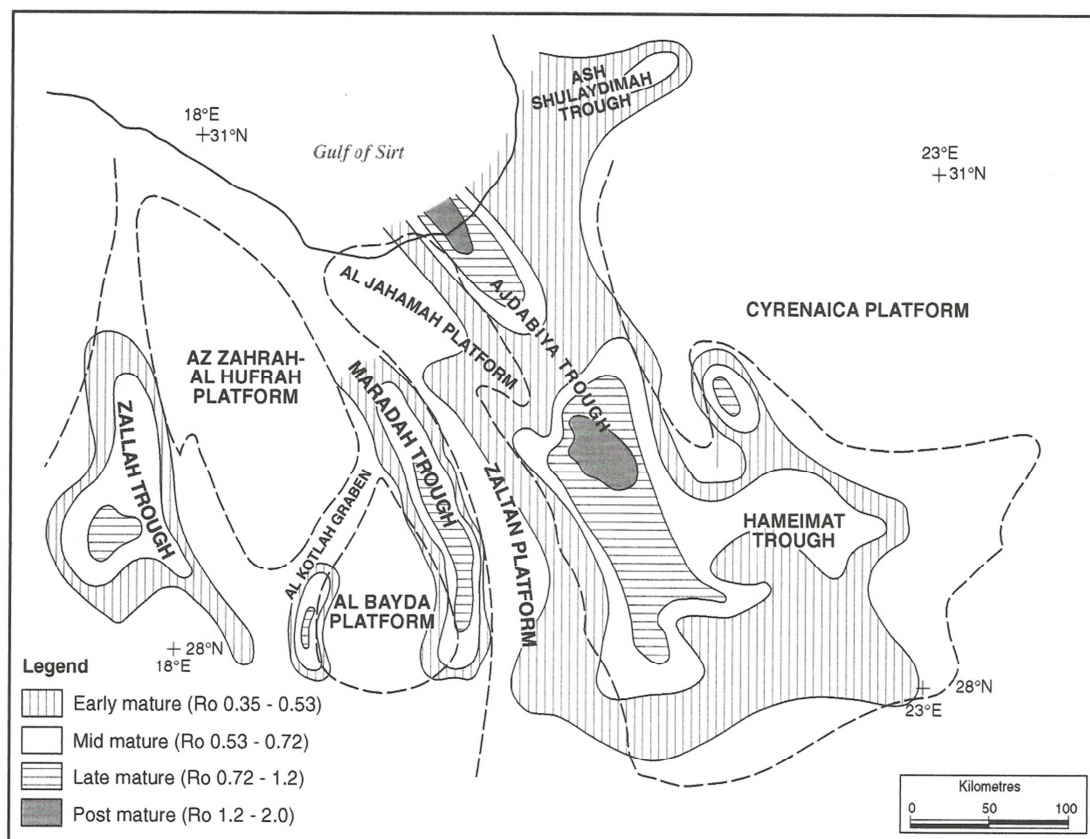 ASH
SHULAYDIMAH
TROUGH
18°E
31°N
Gulf of Sirt
23°E
31°N
AL JAHAMAH PLATFORM
AJDABIYA TROUGH
CYRENAICA PLATFORM
AZ ZAHRAH-
AL HUFRAH
PLATFORM
MARADAH TROUGH
ZALLAH TROUGH
ZALTAN PLATFORM
AL KOTLAH GRABEN
HAMEIMAT
TROUGH
AL BAYDA
PLATFORM
28°N
18°E
28°N
23°E
Legend
Early mature (Ro 0.35 - 0.53)
Mid mature (Ro 0.53 - 0.72)
Late mature (Ro 0.72 - 1.2)
Post mature (Ro 1.2 - 2.0)
Kilometres
0 50 100